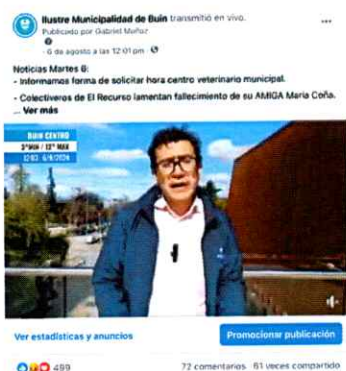 Ilustre Municipalidad de Buin transmitió en vivo.
Publicado por Gabriel Muñoz
· 6 de agosto a las 12:01 pm ·
Noticias Martes 6:
- Informamos forma de solicitar hora centro veterinario municipal.
- Colectiveros de El Recurso lamentan fallecimiento de su AMIGA María Coña.
... Ver más
BUIN CENTRO
3°MIN / 12° MAX
12:03 6/8/2024
Ver estadísticas y anuncios
Promocionar publicación
499
72 comentarios 81 veces compartido